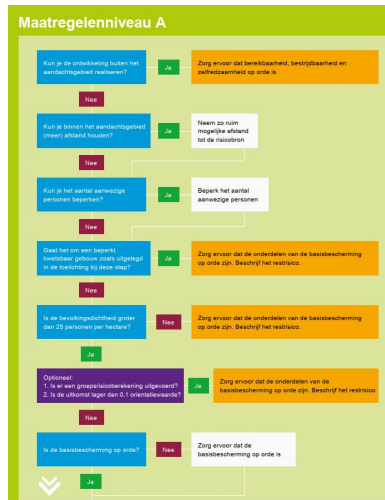 Maatregelenniveau A
Kun je de ontwikkeling buiten het
aandachtsgebied realiseren?
Ja
Zorg ervoor dat bereikbaarheid, bestrijdbaarheid en
zelfredzaamheid op orde is
Nee
Kun je binnen het aandachtsgebied
(meer) afstand houden?
Ja
Neem zo ruim
mogelijke afstand
tot de risicobron
Nee
Kun je het aantal aanwezige
personen beperken?
Ja
Beperk het aantal
aanwezige personen
Nee
Gaat het om een beperkt
kwetsbaar gebouw zoals uitgelegd
in de toelichting bij deze stap?
Ja
Zorg ervoor dat de onderdelen van de basisbescherming
op orde zijn. Beschrijf het restrisico.
Nee
Is de bevolkingsdichtheid groter
dan 25 personen per hectare?
Nee
Zorg ervoor dat de onderdelen van de basisbescherming
op orde zijn. Beschrijf het restrisico.
Ja
Optioneel:
1. Is er een groepsrisicoberekening uitgevoerd?
2. Is de uitkomst lager dan 0,1 orientatiewaarde?
Ja
Zorg ervoor dat de onderdelen van de
basisbescherming op orde zijn. Beschrijf het restrisico.
Nee
Is de basisbescherming op orde?
Nee
Zorg ervoor dat de
basisbescherming op orde is
Ja